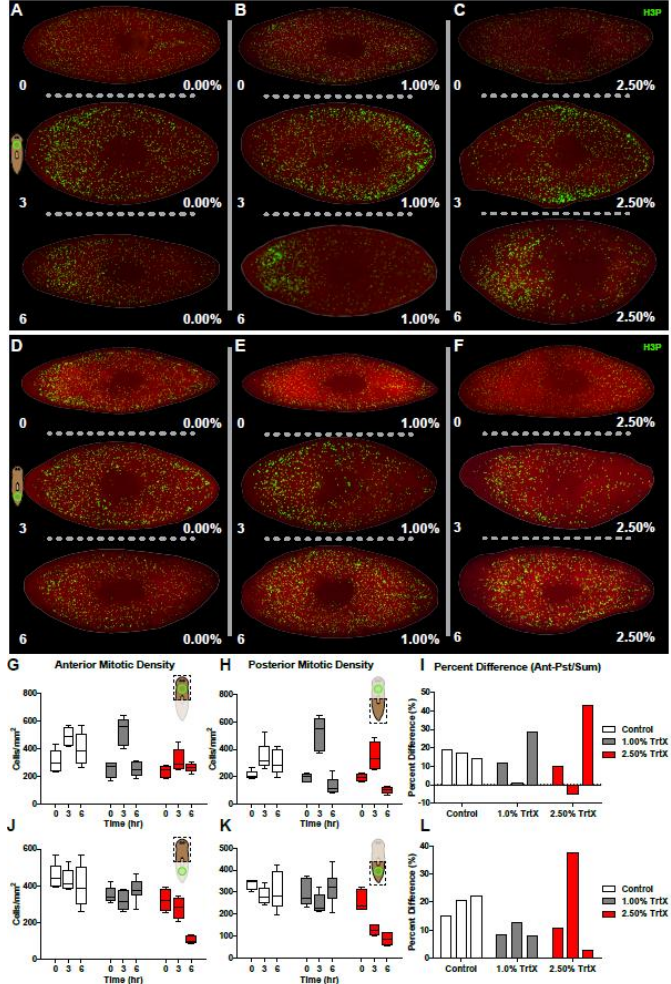 A B C H3P
0 0.00% 0 1.00% 0 2.50%
3 0.00% 3 1.00% 3 2.50%
6 0.00% 6 1.00% 6 2.50%
D E F H3P
0 0.00% 0 1.00% 0 2.50%
3 0.00% 3 1.00% 3 2.50%
6 0.00% 6 1.00% 6 2.50%
G Anterior Mitotic Density
Cells/mm²
800
600
400
200
0
0 3 6 0 3 6 0 3 6
Time (hr)
H Posterior Mitotic Density
800
600
400
200
0
0 3 6 0 3 6 0 3 6
Time (hr)
I Percent Difference (Ant-Pst/Sum)
Percent Difference (%)
50
40
30
20
10
0
-10
Control
1.00% TrtX
2.50% TrtX
Control 1.0% TrtX 2.50% TrtX
J
Cells/mm²
600
400
200
0
0 3 6 0 3 6 0 3 6
Time (hr)
K
500
400
300
200
100
0
0 3 6 0 3 6 0 3 6
Time (hr)
L
Percent Difference (%)
40
30
20
10
0
Control
1.00% TrtX
2.50% TrtX
Control 1.0% TrtX 2.50% TrtX